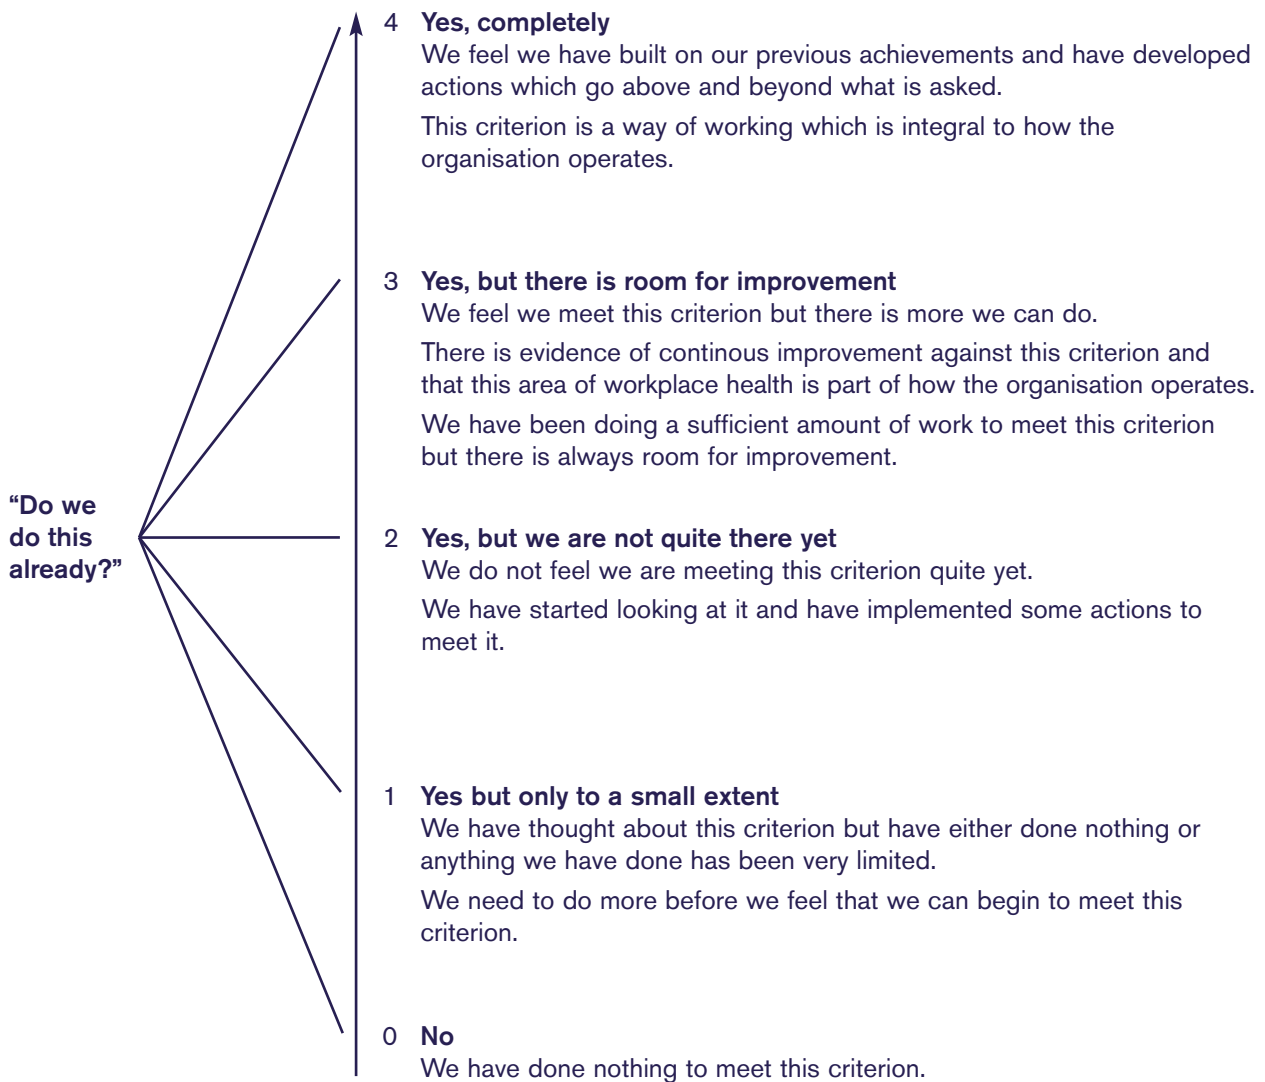 4 Yes, completely
We feel we have built on our previous achievements and have developed
actions which go above and beyond what is asked.
This criterion is a way of working which is integral to how the
organisation operates.
3 Yes, but there is room for improvement
We feel we meet this criterion but there is more we can do.
There is evidence of continous improvement against this criterion and
that this area of workplace health is part of how the organisation operates.
We have been doing a sufficient amount of work to meet this criterion
but there is always room for improvement.
“Do we
do this
already?”
2 Yes, but we are not quite there yet
We do not feel we are meeting this criterion quite yet.
We have started looking at it and have implemented some actions to
meet it.
1 Yes but only to a small extent
We have thought about this criterion but have either done nothing or
anything we have done has been very limited.
We need to do more before we feel that we can begin to meet this
criterion.
0 No
We have done nothing to meet this criterion.